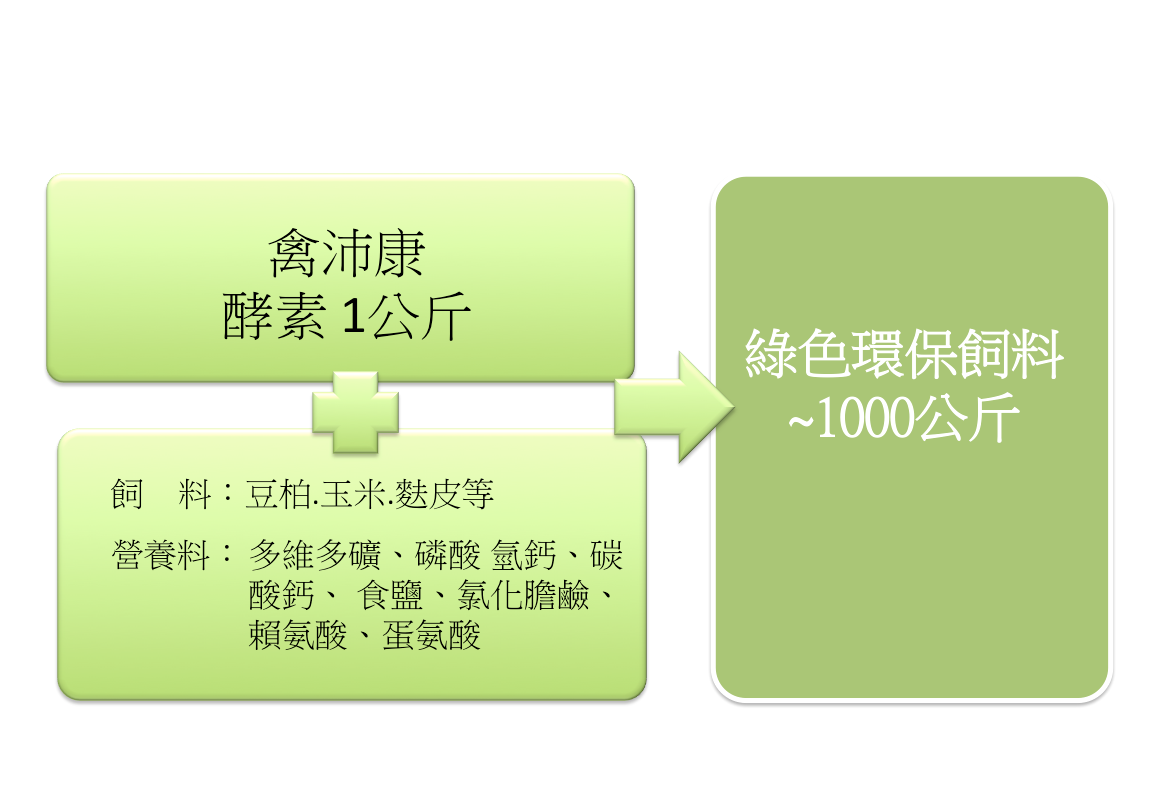 禽沛康
酵素 1公斤
飼　料：豆柏.玉米.麩皮等
營養料： 多維多礦、磷酸 氫鈣、碳
酸鈣、 食鹽、氯化膽鹼、
賴氨酸、蛋氨酸
綠色環保飼料
~1000公斤